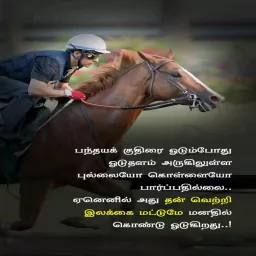 பந்தயக் குதிரை ஓடும்போது
ஓடுதளம் அருகிலுள்ள
புல்லையோ கொள்ளையோ
பார்ப்பதில்லை..
ஏனெனில் அது தன் வெற்றி
இலக்கை மட்டுமே மனதில்
கொண்டு ஓடுகிறது..!